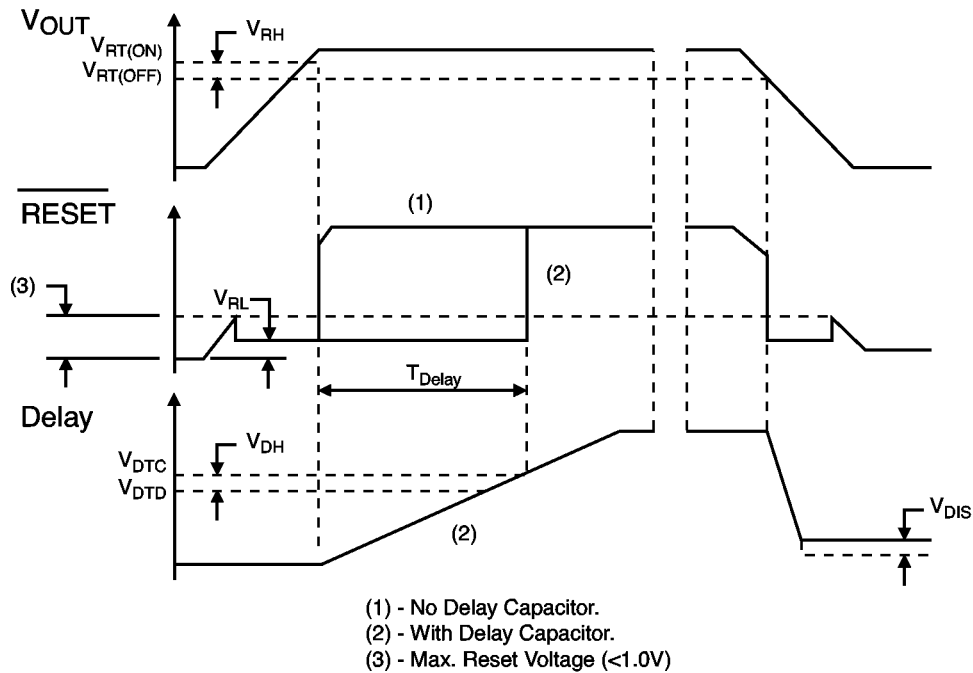 VOUT
VRH
VRT(ON)
VRT(OFF)
RESET
(1)
(2)
(3)
VRL
TDelay
Delay
VDH
VDTC
VDTD
(2)
VDIS
(1) - No Delay Capacitor.
(2) - With Delay Capacitor.
(3) - Max. Reset Voltage (<1.0V)